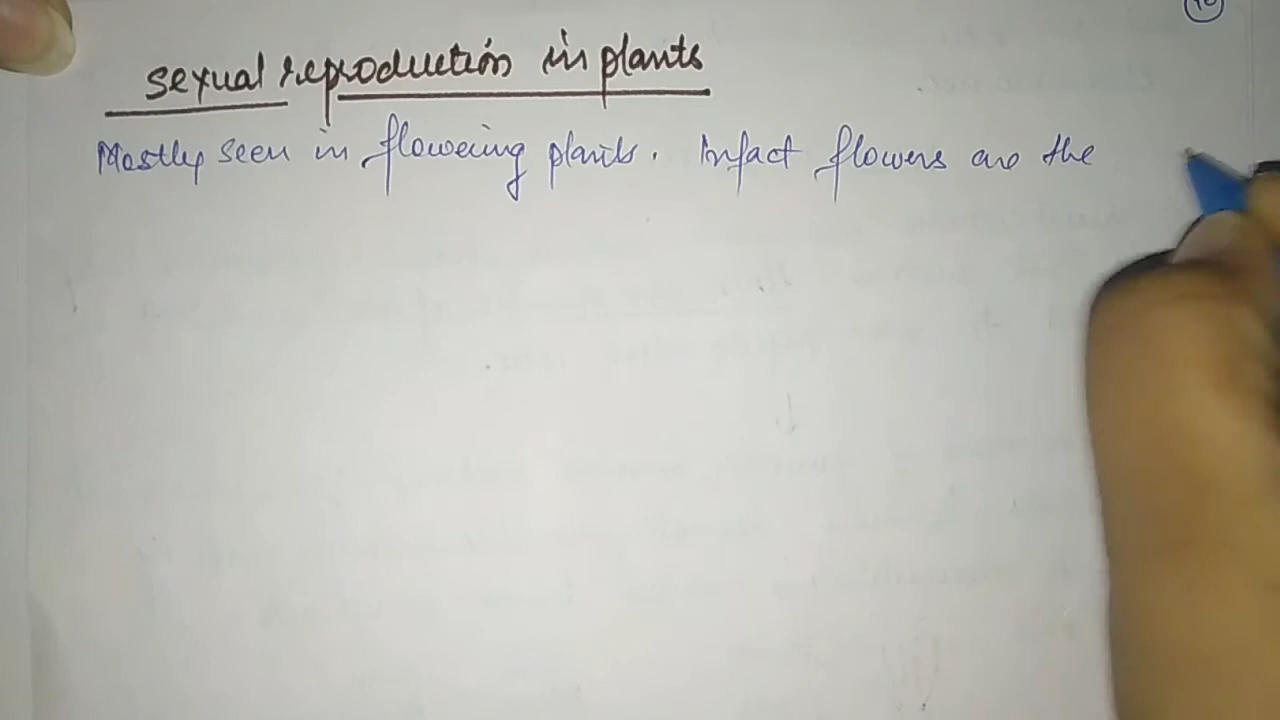 sexual reproduction in plants
Mostly seen in flowering plants. Infact flowers are the